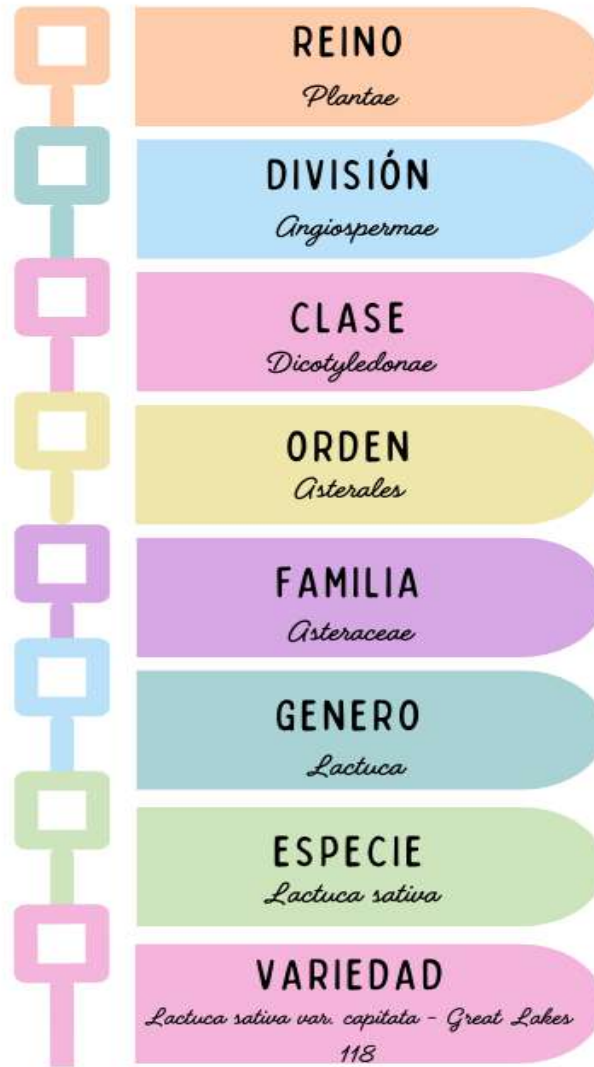 REINO
Plantae
DIVISIÓN
Angiospermae
CLASE
Dicotyledonae
ORDEN
Asterales
FAMILIA
Asteraceae
GENERO
Lactuca
ESPECIE
Lactuca sativa
VARIEDAD
Lactuca sativa var. capitata - Great Lakes
118